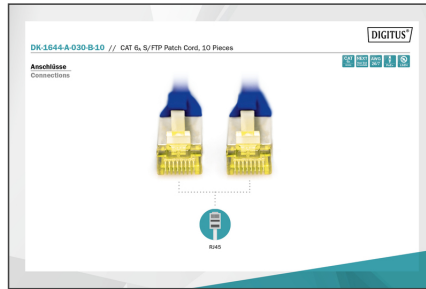 DIGITUS®
DK-1644-A-030-B-10 // CAT 6A S/FTP Patch Cord, 10 Pieces
Anschlüsse
Connections
RJ45